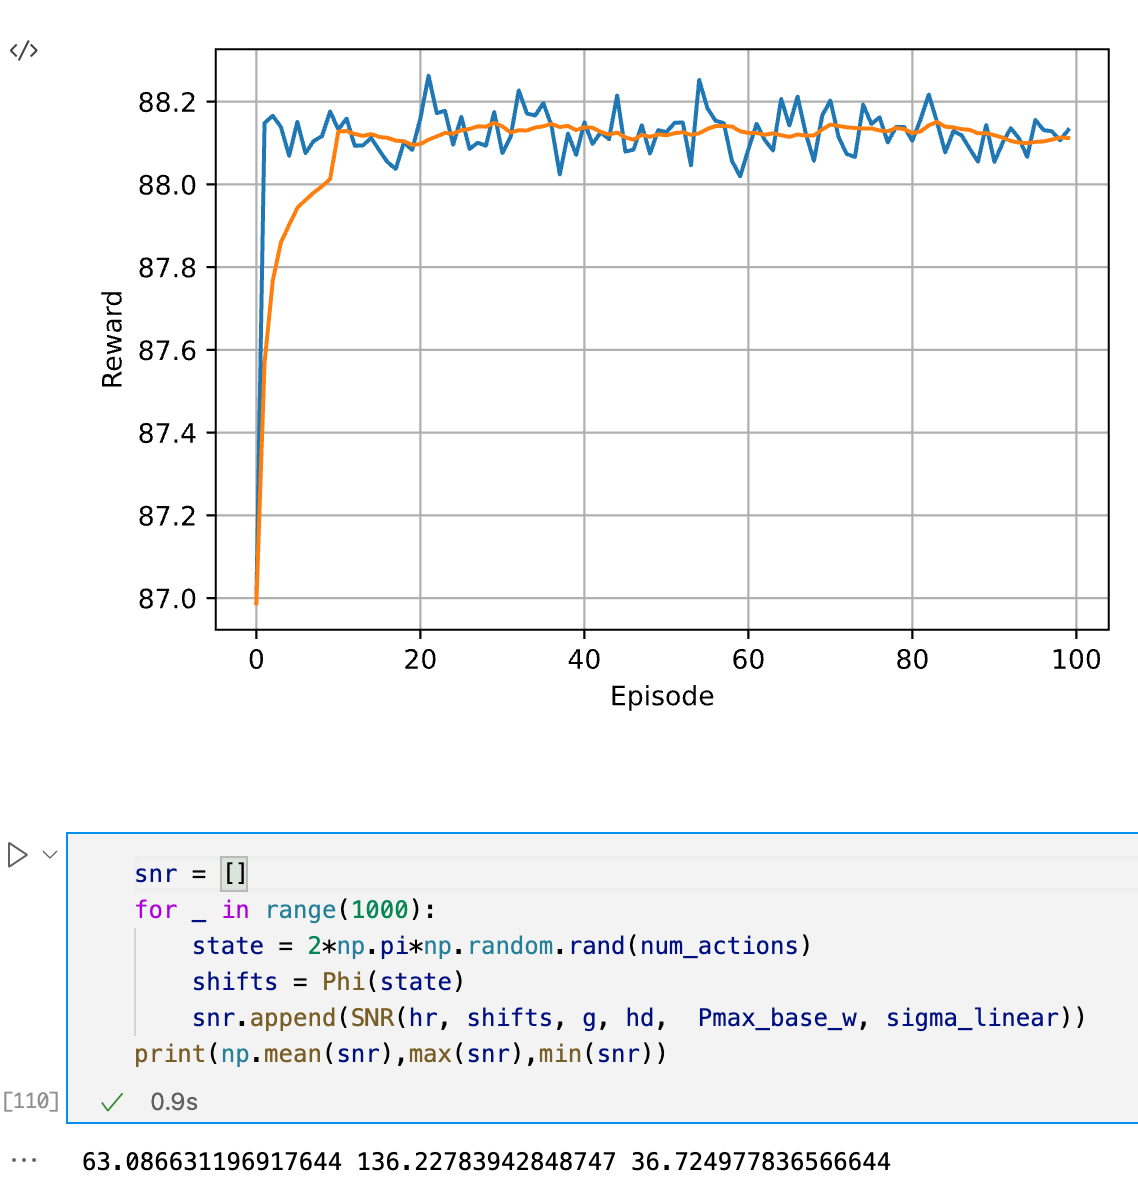 88.2
88.0
87.8
87.6
87.4
87.2
87.0
Reward
0 20 40 60 80 100
Episode
snr = []
for _ in range(1000):
    state = 2*np.pi*np.random.rand(num_actions)
    shifts = Phi(state)
    snr.append(SNR(hr, shifts, g, hd,  Pmax_base_w, sigma_linear))
print(np.mean(snr),max(snr),min(snr))
[110] 0.9s
63.086631196917644 136.22783942848747 36.724977836566644